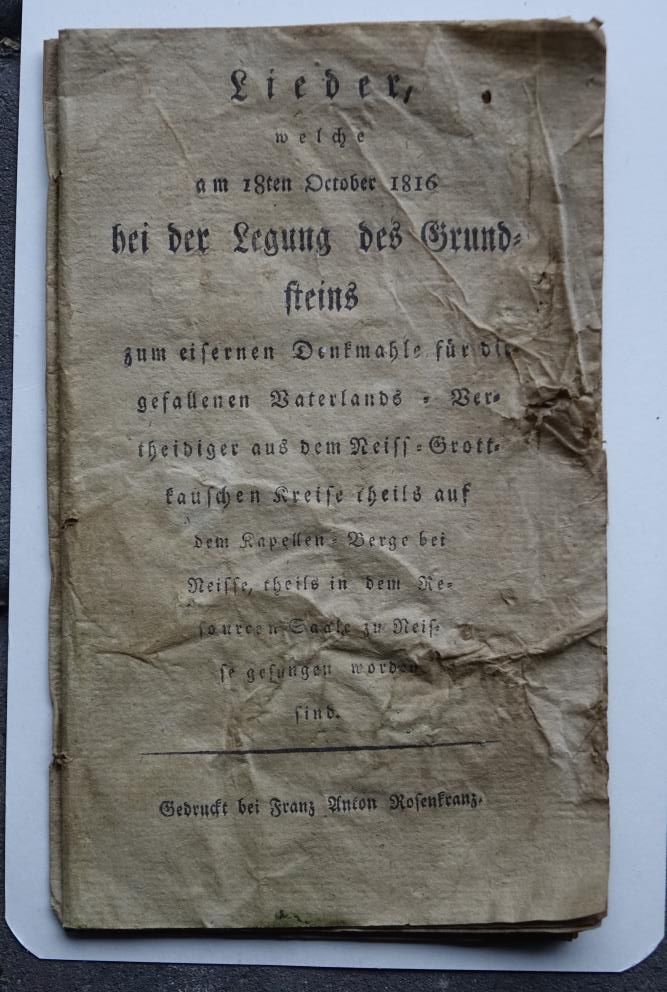 Lieder,
welche
am 18ten October 1816
bei der Legung des Grund⸗
ſteins
zum eiſernen Denkmahle für die
gefallenen Vaterlands ⸗ Ver⸗
theidiger aus dem Neiſſ ⸗ Grott⸗
kauſchen Kreiſe theils auf
dem Kapellen ⸗ Berge bei
Neiſſe, theils in dem Re⸗
ſourcen Saale zu Neiſ⸗
ſe geſungen worden
ſind.
Gedruckt bei Franz Anton Roſenkranz.